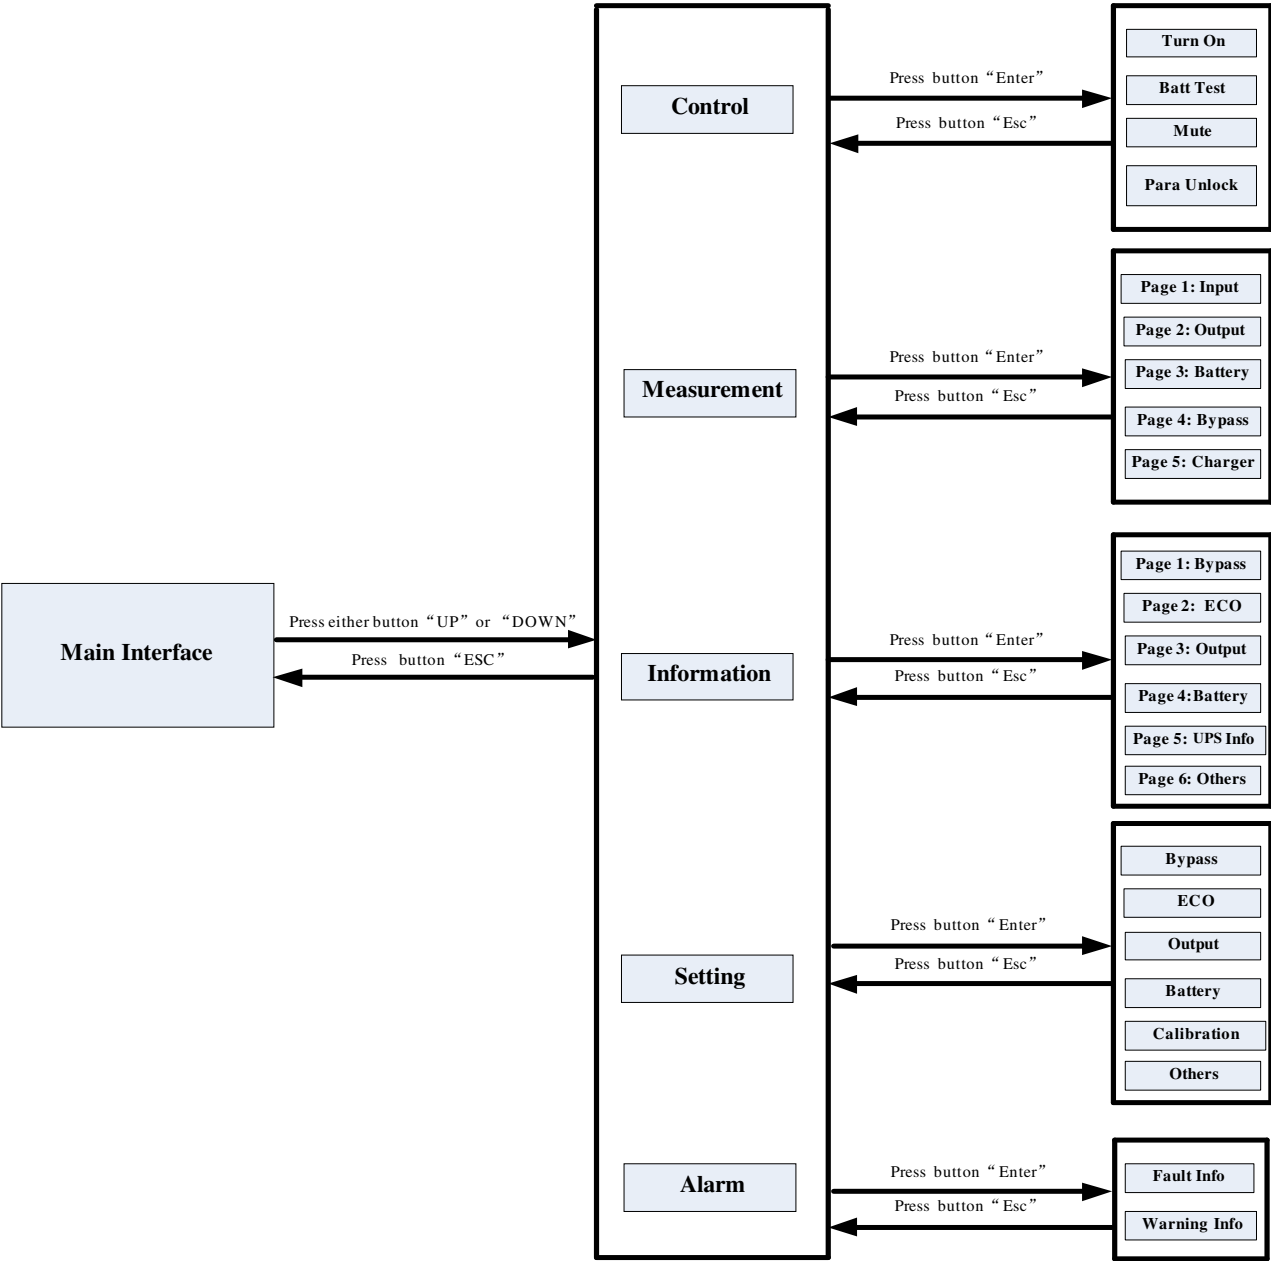 Main Interface
Press either button “UP” or “DOWN”
Press button “ESC”
Control
Press button “Enter”
Press button “Esc”
Turn On
Batt Test
Mute
Para Unlock
Measurement
Press button “Enter”
Press button “Esc”
Page 1: Input
Page 2: Output
Page 3: Battery
Page 4: Bypass
Page 5: Charger
Information
Press button “Enter”
Press button “Esc”
Page 1: Bypass
Page 2: ECO
Page 3: Output
Page 4:Battery
Page 5: UPS Info
Page 6: Others
Setting
Press button “Enter”
Press button “Esc”
Bypass
ECO
Output
Battery
Calibration
Others
Alarm
Press button “Enter”
Press button “Esc”
Fault Info
Warning Info